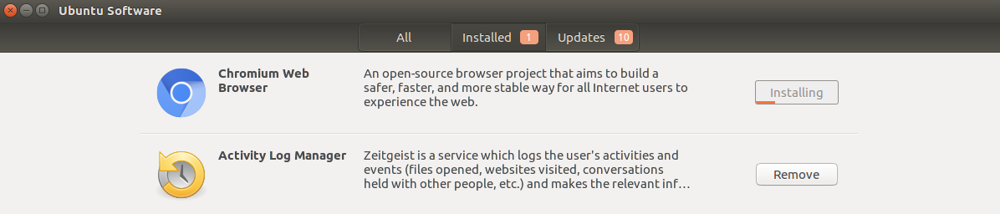 Ubuntu Software
All Installed 1 Updates 10
Chromium Web
Browser
An open-source browser project that aims to build a
safer, faster, and more stable way for all Internet users to
experience the web.
Installing
Activity Log Manager
Zeitgeist is a service which logs the user's activities and
events (files opened, websites visited, conversations
held with other people, etc.) and makes the relevant inf…
Remove